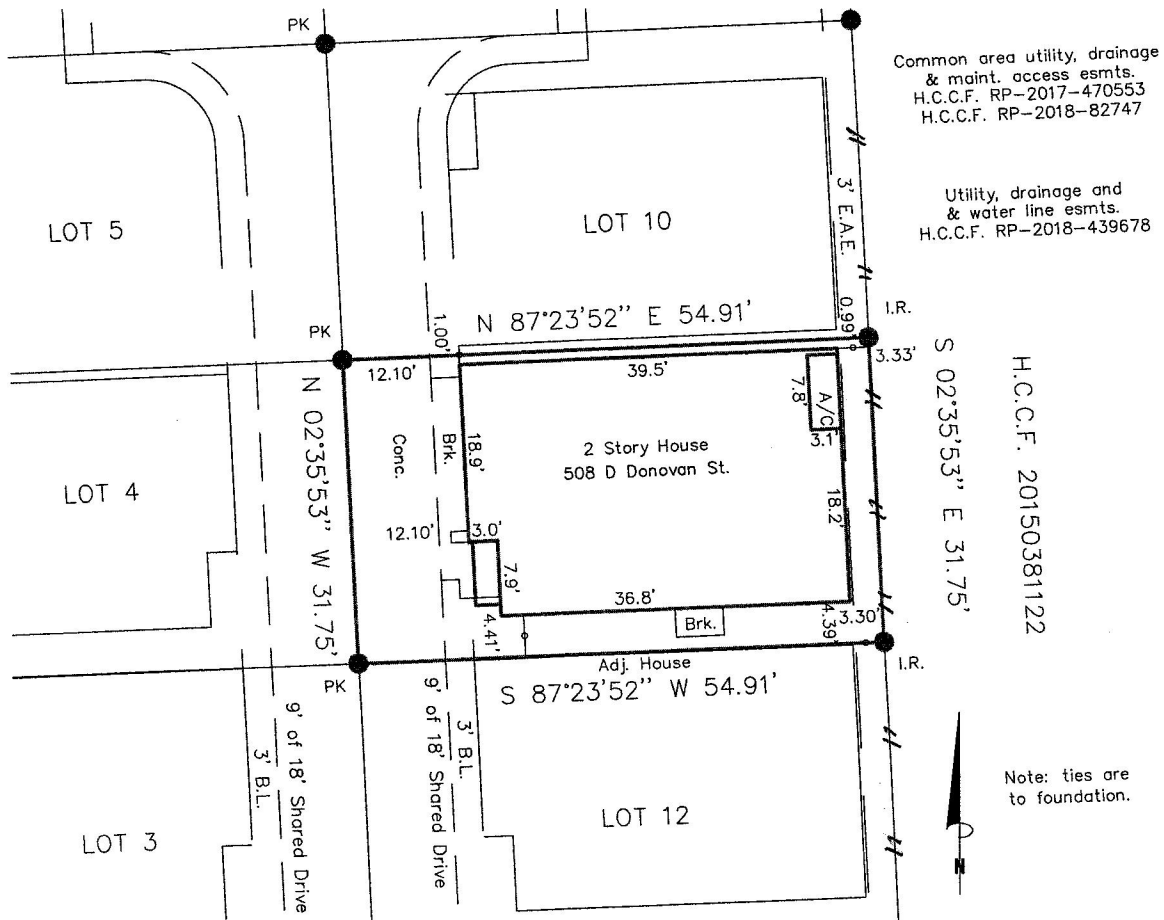 PK
Common area utility, drainage
& maint. access esmts.
H.C.C.F. RP-2017-470553
H.C.C.F. RP-2018-82747
Utility, drainage and
& water line esmts.
H.C.C.F. RP-2018-439678
LOT 5
LOT 10
3' E.A.E.
PK
1.00'
N 87°23'52" E 54.91'
0.99'
I.R.
12.10'
39.5'
3.33'
N 02°35'53" W 31.75'
Conc.
Brk.
18.9'
2 Story House
508 D Donovan St.
7.8'
A/C
3.1'
18.2'
S 02°35'53" E 31.75'
H.C.C.F. 20150381122
LOT 4
12.10'
3.0'
7.9'
36.8'
4.41'
Brk.
4.39'
3.30'
Adj. House
PK
S 87°23'52" W 54.91'
I.R.
3' B.L.
9' of 18' Shared Drive
9' of 18' Shared Drive
3' B.L.
LOT 3
LOT 12
Note: ties are
to foundation.
N